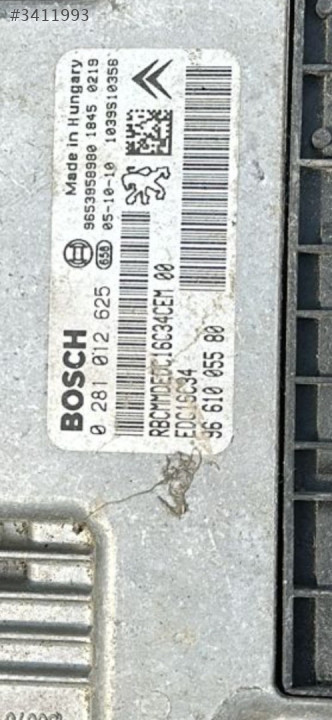 #3411993
Made in Hungary
9653958980 1845 0219
658 05-10-10 1039S10358
BOSCH
0 281 012 625
RBCMMDEDC16C34CEM 00
EDC16C34
96 610 055 80